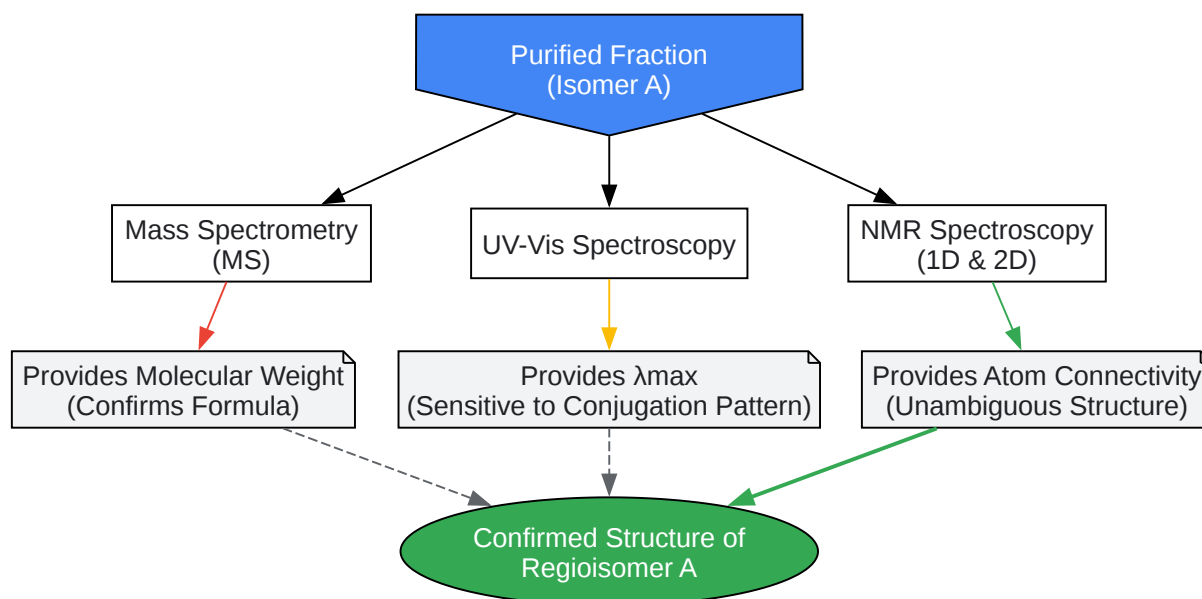 Purified Fraction
(Isomer A)
Mass Spectrometry
(MS)
UV-Vis Spectroscopy
NMR Spectroscopy
(1D & 2D)
Provides Molecular Weight
(Confirms Formula)
Provides λmax
(Sensitive to Conjugation Pattern)
Provides Atom Connectivity
(Unambiguous Structure)
Confirmed Structure of
Regioisomer A